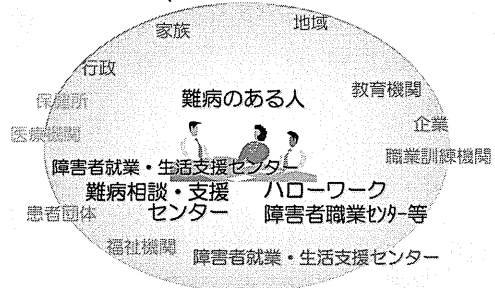 家族
地域
行政
教育機関
保健所
難病のある人
企業
医療機関
職業訓練機関
障害者就業・生活支援センター
難病相談・支援
センター
ハローワーク
障害者職業センター等
患者団体
福祉機関
障害者就業・生活支援センター